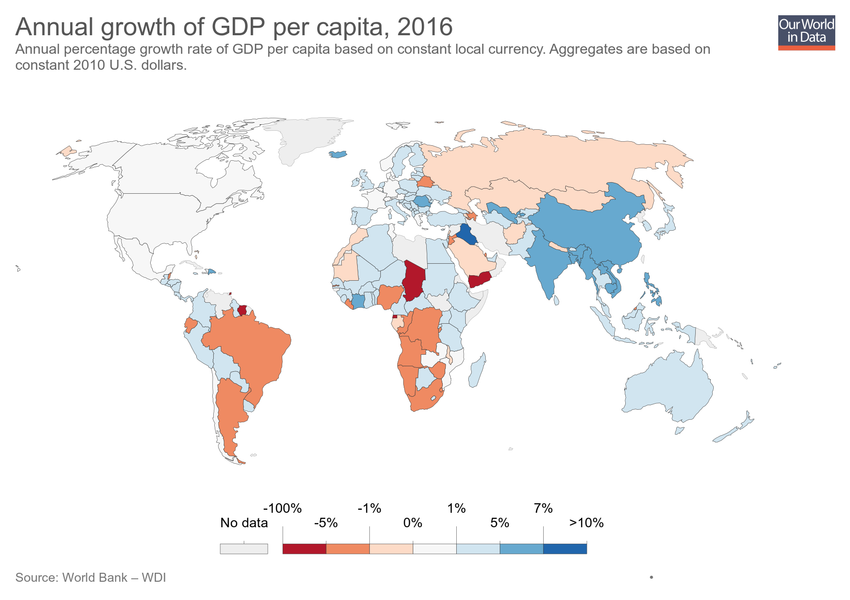 Annual growth of GDP per capita, 2016
Our World
in Data
Annual percentage growth rate of GDP per capita based on constant local currency. Aggregates are based on
constant 2010 U.S. dollars.
-100% -1% 1% 7%
No data -5% 0% 5% >10%
Source: World Bank – WDI